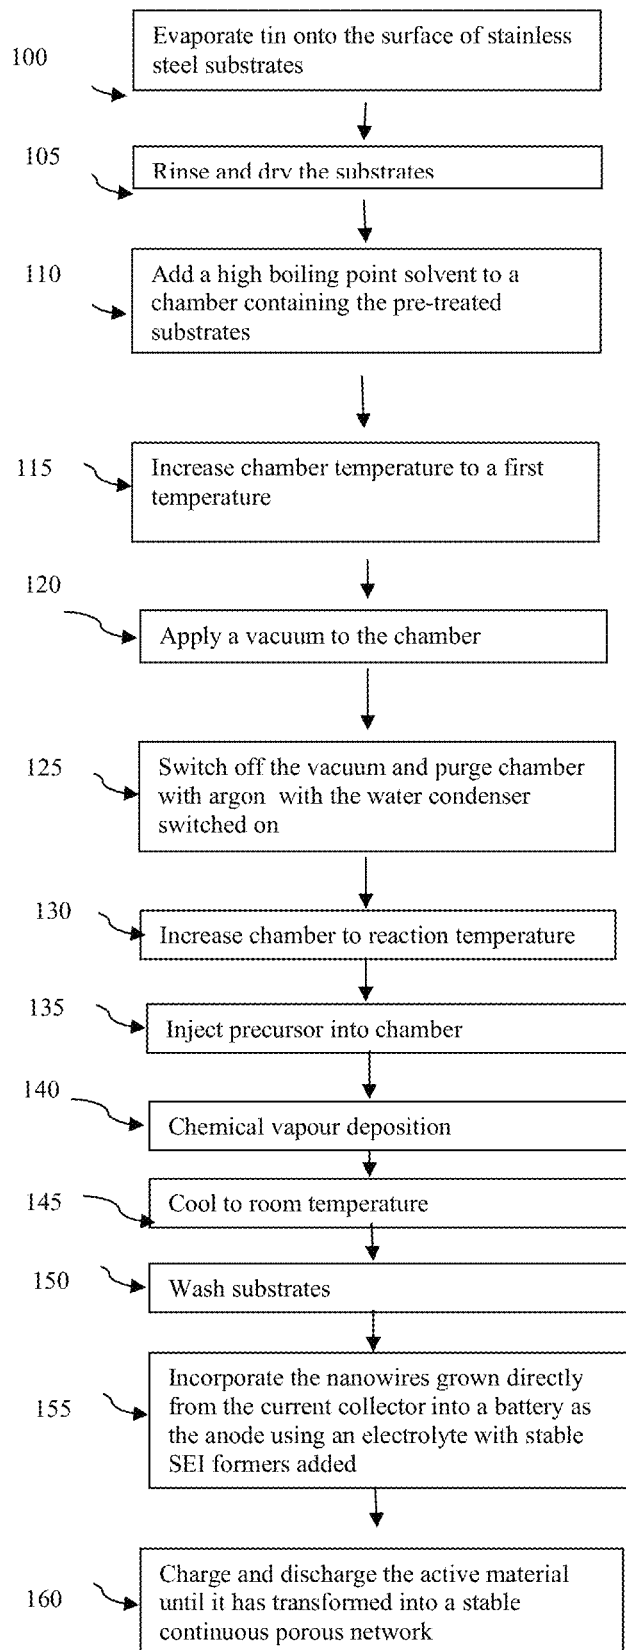 100
Evaporate tin onto the surface of stainless
steel substrates
105
Rinse and dry the substrates
110
Add a high boiling point solvent to a
chamber containing the pre-treated
substrates
115
Increase chamber temperature to a first
temperature
120
Apply a vacuum to the chamber
125
Switch off the vacuum and purge chamber
with argon with the water condenser
switched on
130
Increase chamber to reaction temperature
135
Inject precursor into chamber
140
Chemical vapour deposition
145
Cool to room temperature
150
Wash substrates
155
Incorporate the nanowires grown directly
from the current collector into a battery as
the anode using an electrolyte with stable
SEI formers added
160
Charge and discharge the active material
until it has transformed into a stable
continuous porous network